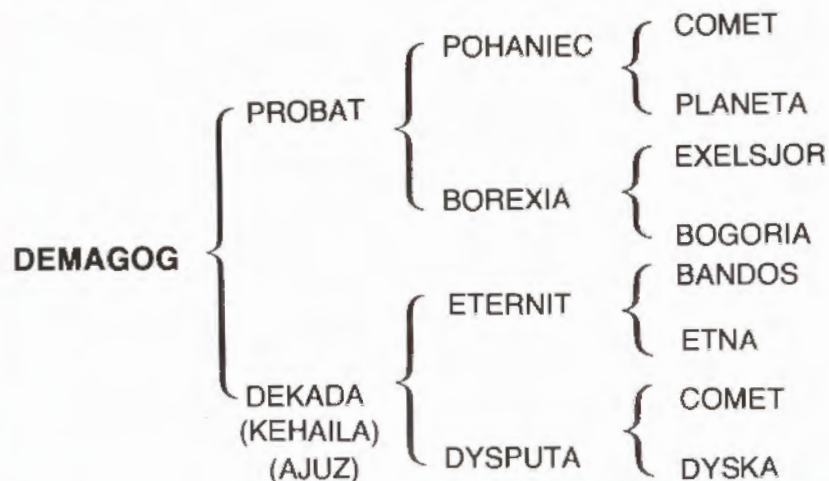 COMET
POHANIEC
PLANETA
PROBAT
EXELSJOR
BOREXIA
BOGORIA
DEMAGOG
BANDOS
ETERNIT
ETNA
DEKADA
(KEHAILA)
(AJUZ)
COMET
DYSPUTA
DYSKA